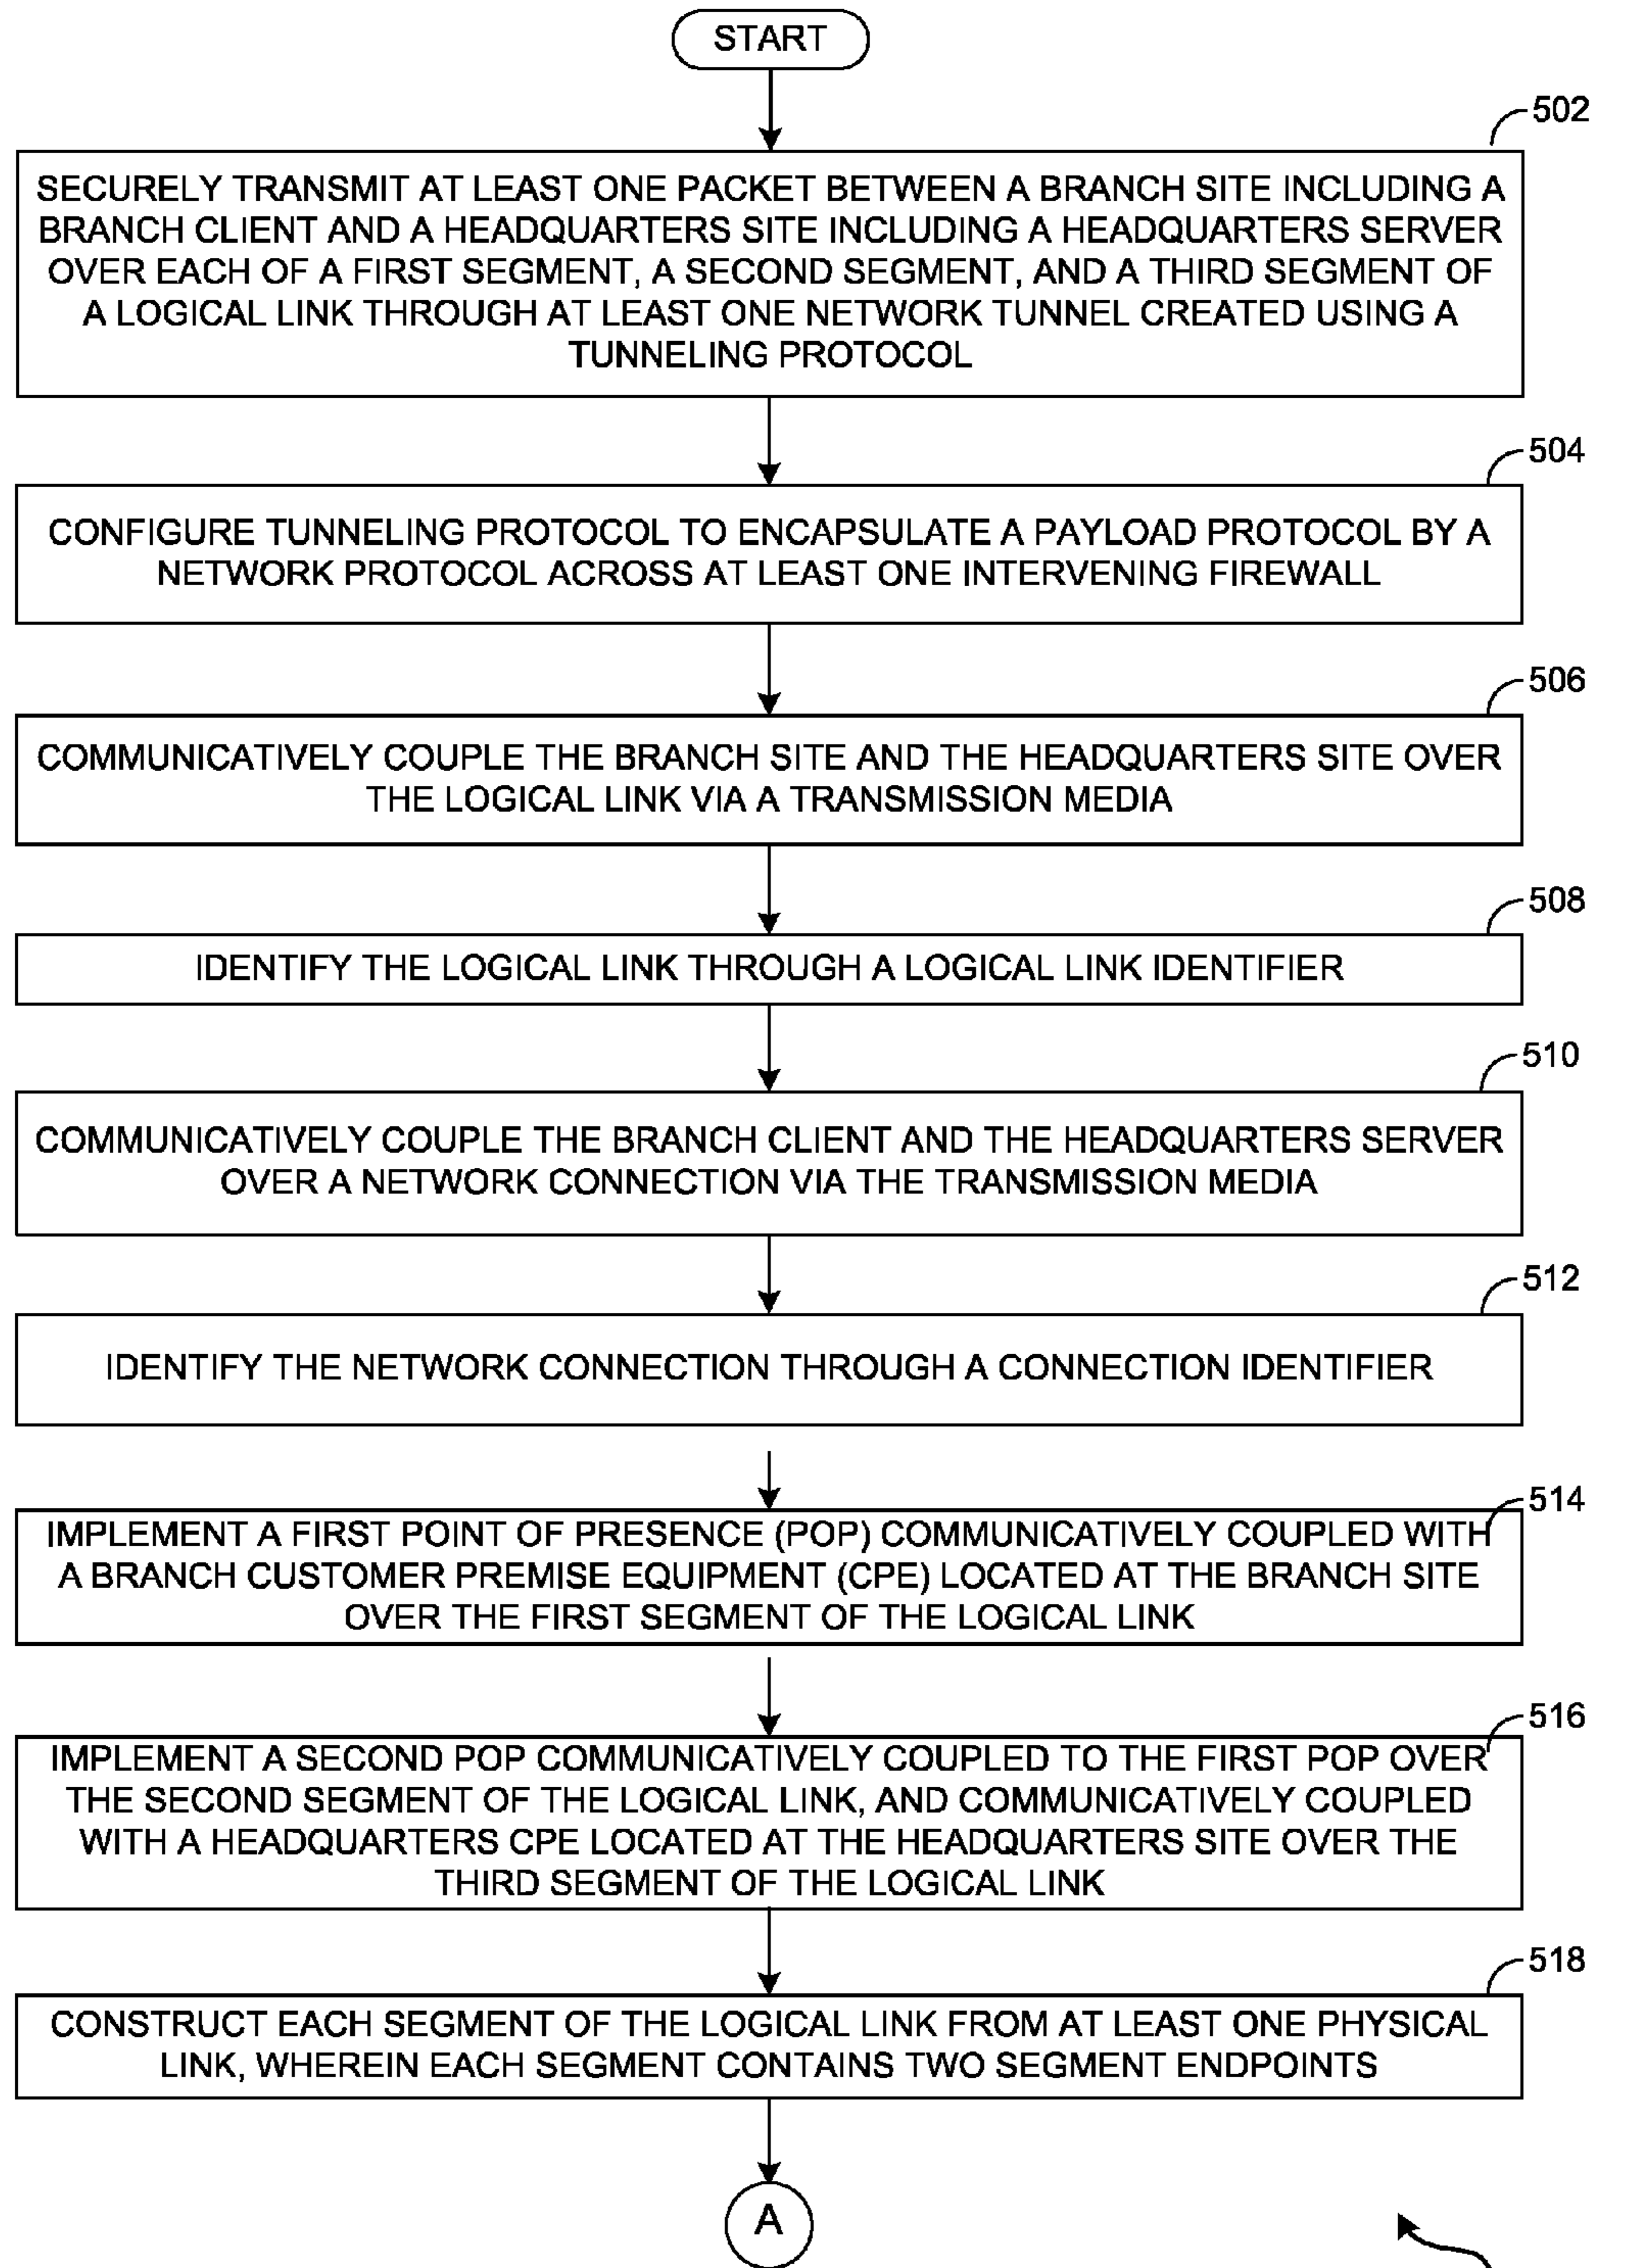 START
502
SECURELY TRANSMIT AT LEAST ONE PACKET BETWEEN A BRANCH SITE INCLUDING A
BRANCH CLIENT AND A HEADQUARTERS SITE INCLUDING A HEADQUARTERS SERVER
OVER EACH OF A FIRST SEGMENT, A SECOND SEGMENT, AND A THIRD SEGMENT OF
A LOGICAL LINK THROUGH AT LEAST ONE NETWORK TUNNEL CREATED USING A
TUNNELING PROTOCOL
504
CONFIGURE TUNNELING PROTOCOL TO ENCAPSULATE A PAYLOAD PROTOCOL BY A
NETWORK PROTOCOL ACROSS AT LEAST ONE INTERVENING FIREWALL
506
COMMUNICATIVELY COUPLE THE BRANCH SITE AND THE HEADQUARTERS SITE OVER
THE LOGICAL LINK VIA A TRANSMISSION MEDIA
508
IDENTIFY THE LOGICAL LINK THROUGH A LOGICAL LINK IDENTIFIER
510
COMMUNICATIVELY COUPLE THE BRANCH CLIENT AND THE HEADQUARTERS SERVER
OVER A NETWORK CONNECTION VIA THE TRANSMISSION MEDIA
512
IDENTIFY THE NETWORK CONNECTION THROUGH A CONNECTION IDENTIFIER
514
IMPLEMENT A FIRST POINT OF PRESENCE (POP) COMMUNICATIVELY COUPLED WITH
A BRANCH CUSTOMER PREMISE EQUIPMENT (CPE) LOCATED AT THE BRANCH SITE
OVER THE FIRST SEGMENT OF THE LOGICAL LINK
516
IMPLEMENT A SECOND POP COMMUNICATIVELY COUPLED TO THE FIRST POP OVER
THE SECOND SEGMENT OF THE LOGICAL LINK, AND COMMUNICATIVELY COUPLED
WITH A HEADQUARTERS CPE LOCATED AT THE HEADQUARTERS SITE OVER THE
THIRD SEGMENT OF THE LOGICAL LINK
518
CONSTRUCT EACH SEGMENT OF THE LOGICAL LINK FROM AT LEAST ONE PHYSICAL
LINK, WHEREIN EACH SEGMENT CONTAINS TWO SEGMENT ENDPOINTS
A